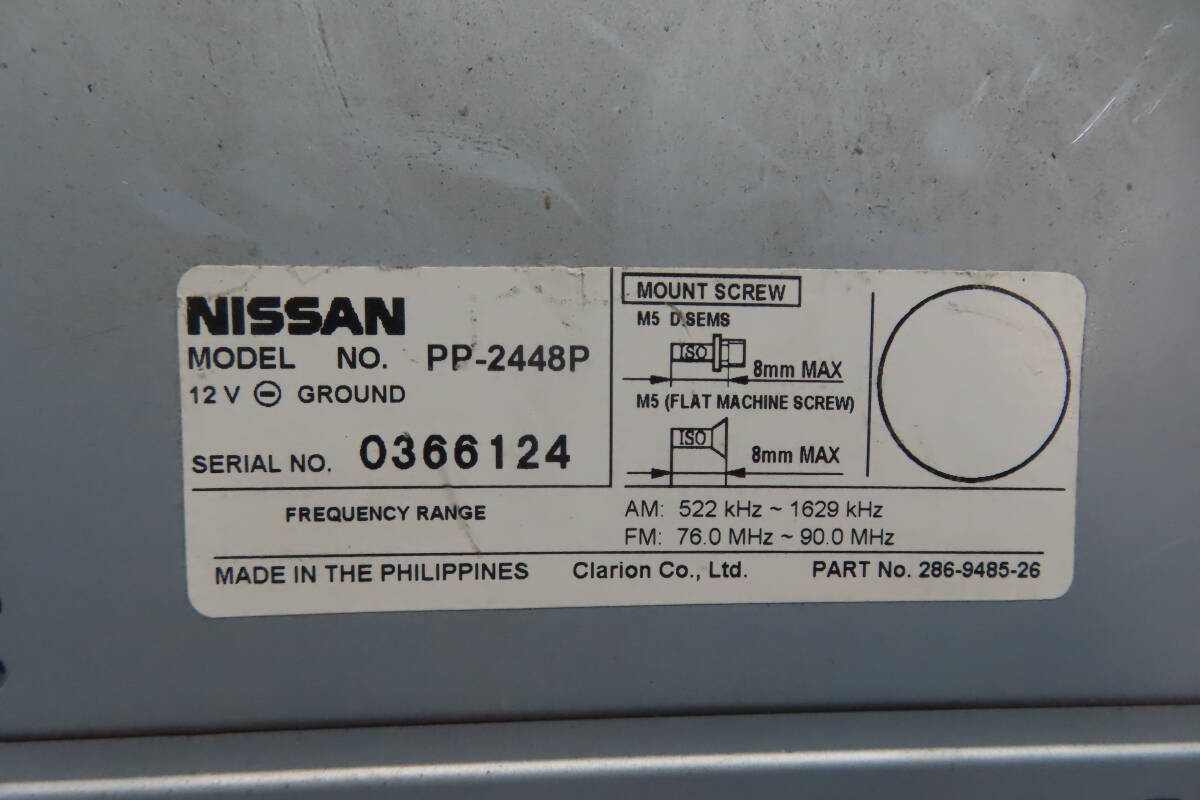 NISSAN
MODEL NO. PP-2448P
12 V ⊖ GROUND
SERIAL NO. 0366124
MOUNT SCREW
M5 D.SEMS
ISO
8mm MAX
M5 (FLAT MACHINE SCREW)
ISO
8mm MAX
FREQUENCY RANGE
AM: 522 kHz ~ 1629 kHz
FM: 76.0 MHz ~ 90.0 MHz
MADE IN THE PHILIPPINES Clarion Co., Ltd. PART No. 286-9485-26